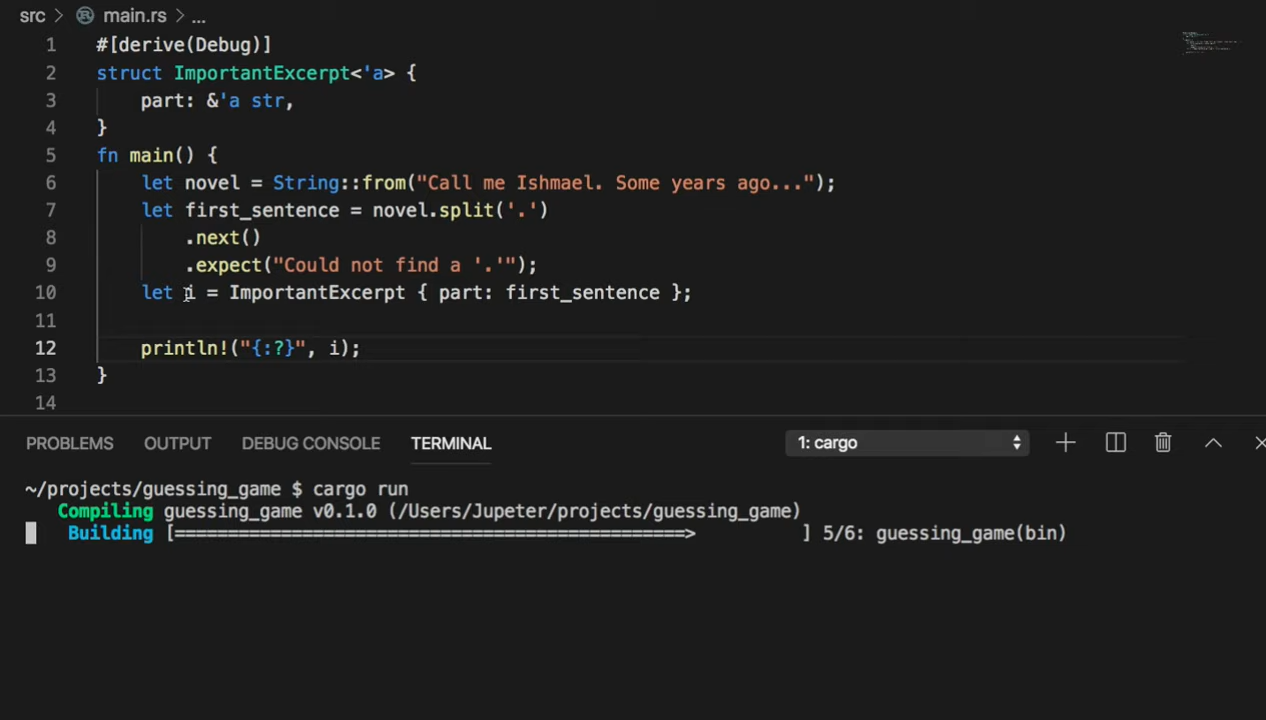 src > main.rs > ...
1 #[derive(Debug)]
2 struct ImportantExcerpt<'a> {
3     part: &'a str,
4 }
5 fn main() {
6     let novel = String::from("Call me Ishmael. Some years ago...");
7     let first_sentence = novel.split('.')
8         .next()
9         .expect("Could not find a '.'");
10     let i = ImportantExcerpt { part: first_sentence };
11
12     println!("{:?}", i);
13 }
14
PROBLEMS OUTPUT DEBUG CONSOLE TERMINAL 1: cargo
~/projects/guessing_game $ cargo run
   Compiling guessing_game v0.1.0 (/Users/Jupeter/projects/guessing_game)
    Building [=================================================>          ] 5/6: guessing_game(bin)